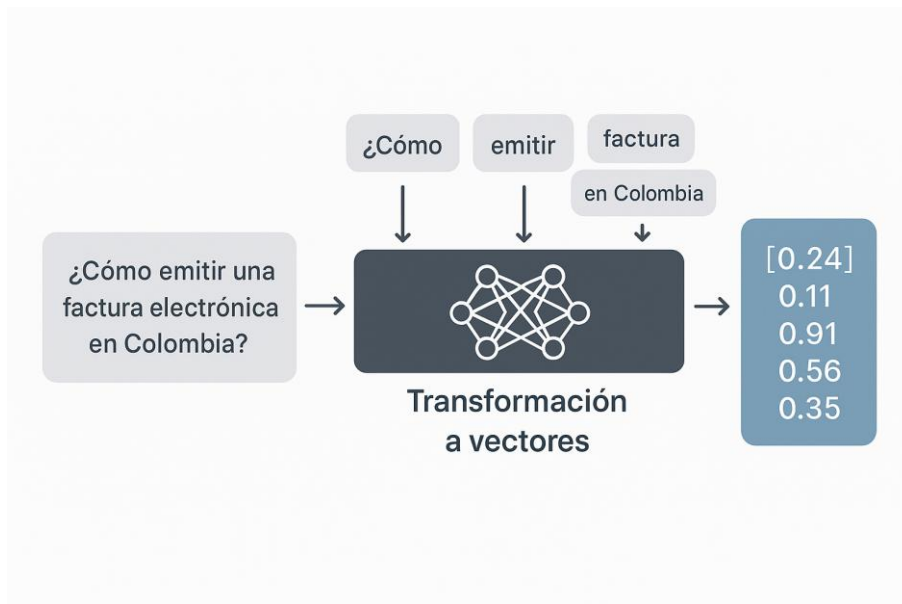 ¿Cómo
emitir
factura
en Colombia
¿Cómo emitir una
factura electrónica
en Colombia?
[0.24]
0.11
0.91
0.56
0.35
Transformación
a vectores